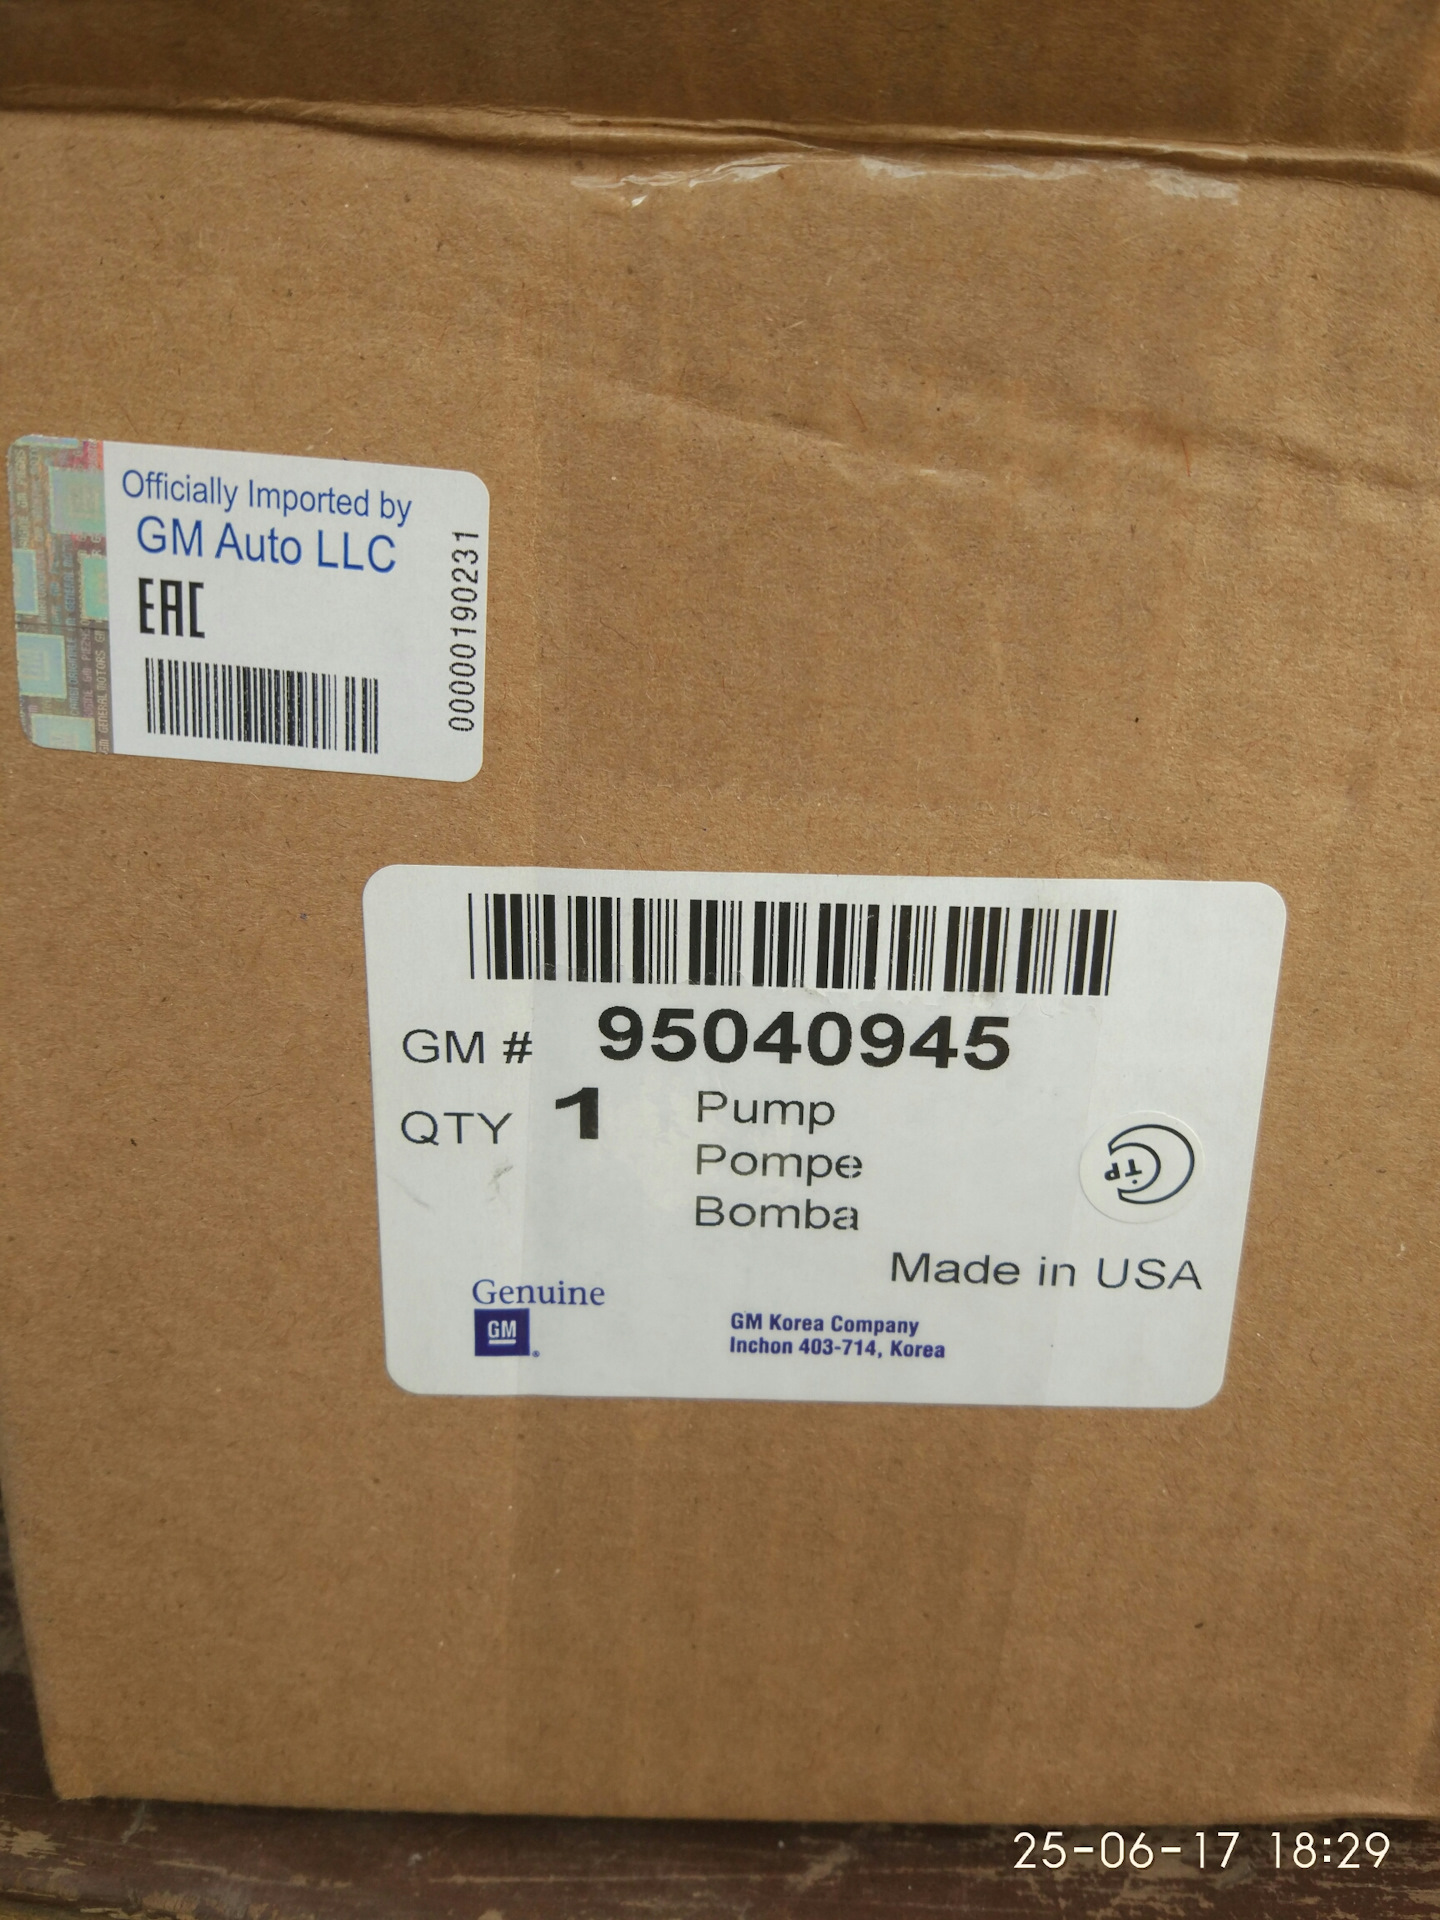 Officially Imported by
GM Auto LLC
EAC
0000190231
GM # 95040945
QTY 1 Pump
Pompe
Bomba
Made in USA
Genuine
GM
GM Korea Company
Inchon 403-714, Korea
25-06-17 18:29